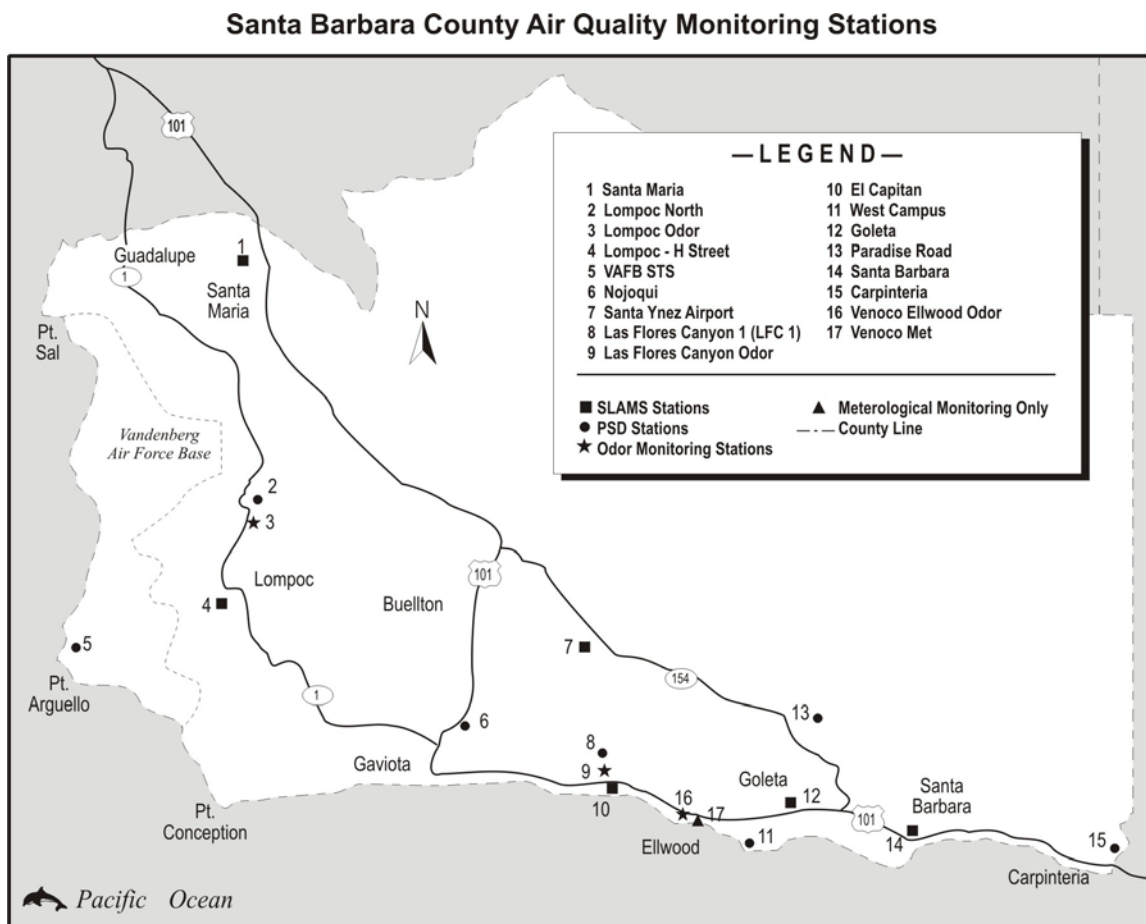 Santa Barbara County Air Quality Monitoring Stations
101
— L E G E N D —
1 Santa Maria
2 Lompoc North
3 Lompoc Odor
4 Lompoc - H Street
5 VAFB STS
6 Nojoqui
7 Santa Ynez Airport
8 Las Flores Canyon 1 (LFC 1)
9 Las Flores Canyon Odor
10 El Capitan
11 West Campus
12 Goleta
13 Paradise Road
14 Santa Barbara
15 Carpinteria
16 Venoco Ellwood Odor
17 Venoco Met
SLAMS Stations
PSD Stations
Odor Monitoring Stations
Meterological Monitoring Only
County Line
Guadalupe
1
1
Santa
Maria
N
Pt.
Sal
Vandenberg
Air Force Base
2
3
Lompoc
101
Buellton
4
5
7
Pt.
Arguello
1
154
6
13
8
Gaviota
9
10
Goleta
12
Santa
Barbara
16
17
101
Pt.
Conception
Ellwood
11
14
15
Carpinteria
Pacific Ocean